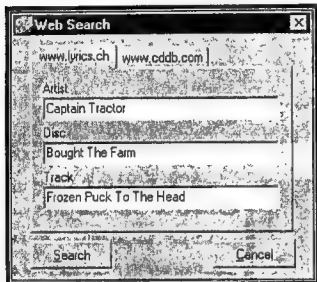 Web Search
www.lyrics.ch www.cddb.com
Artist
Captain Tractor
Disc
Bought The Farm
Track
Frozen Puck To The Head
Search Cancel